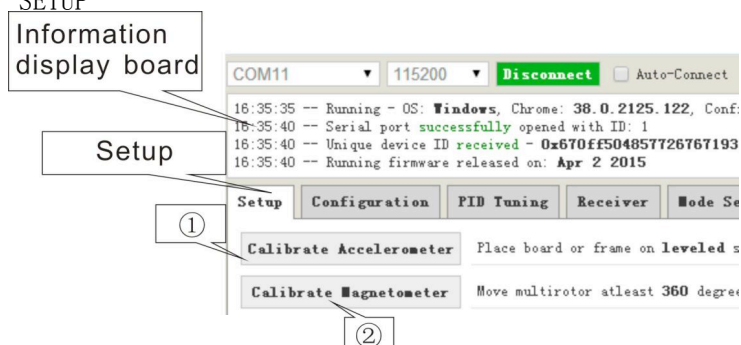 SETUP
Information
display board
COM11 115200 Disconnect Auto-Connect
16:35:35 -- Running - OS: Windows, Chrome: 38.0.2125.122, Conf
16:35:40 -- Serial port successfully opened with ID: 1
16:35:40 -- Unique device ID received - 0x670ff504857726767193
16:35:40 -- Running firmware released on: Apr 2 2015
Setup
Setup Configuration PID Tuning Receiver Mode Se
①
Calibrate Accelerometer Place board or frame on leveled s
Calibrate Magnetometer Move multirotor atleast 360 degree
②